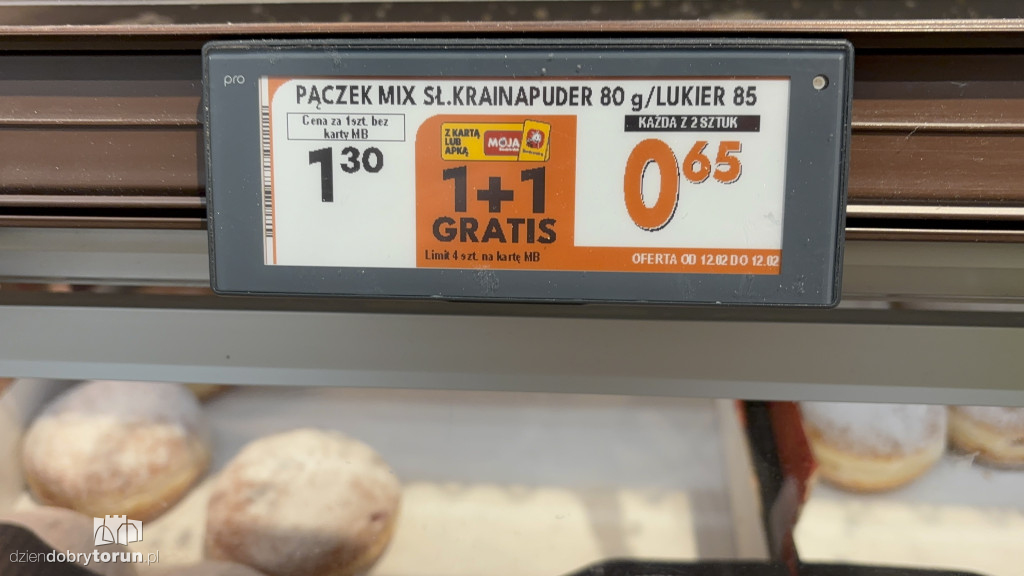 pro
PĄCZEK MIX SŁ.KRAINAPUDER 80 g/LUKIER 85
Cena za 1szt. bez
karty MB
1 30
Z KARTĄ
LUB
APKĄ
MOJA
1+1
GRATIS
Limit 4 szt. na kartę MB
KAŻDA Z 2 SZTUK
0 65
OFERTA OD 12.02 DO 12.02
dziendobrytorun.pl